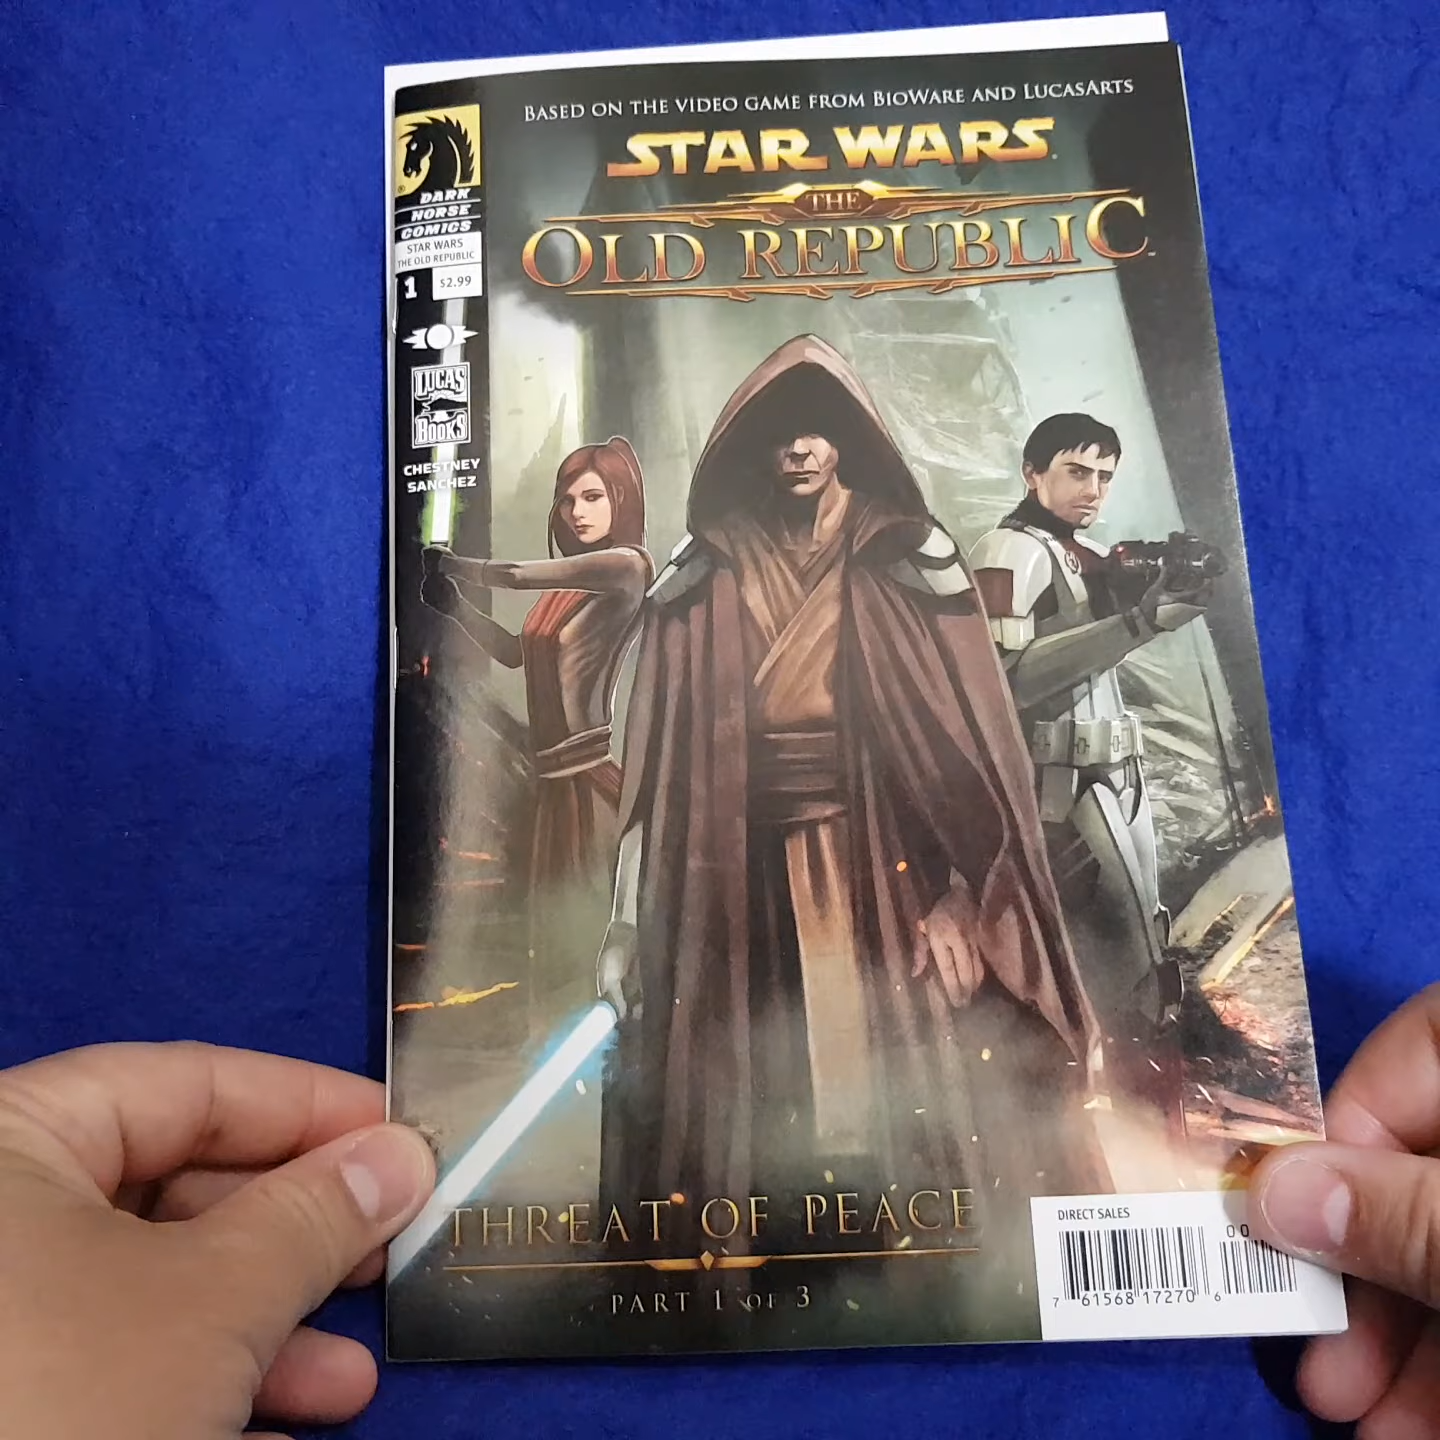 BASED ON THE VIDEO GAME FROM BIOWARE AND LUCASARTS
STAR WARS
THE
OLD REPUBLIC
DARK
HORSE
COMICS
STAR WARS
THE OLD REPUBLIC
1 $2.99
LUCAS
BOOKS
CHESTNEY
SANCHEZ
THREAT OF PEACE
PART 1 OF 3
DIRECT SALES
7 61568 17270 6